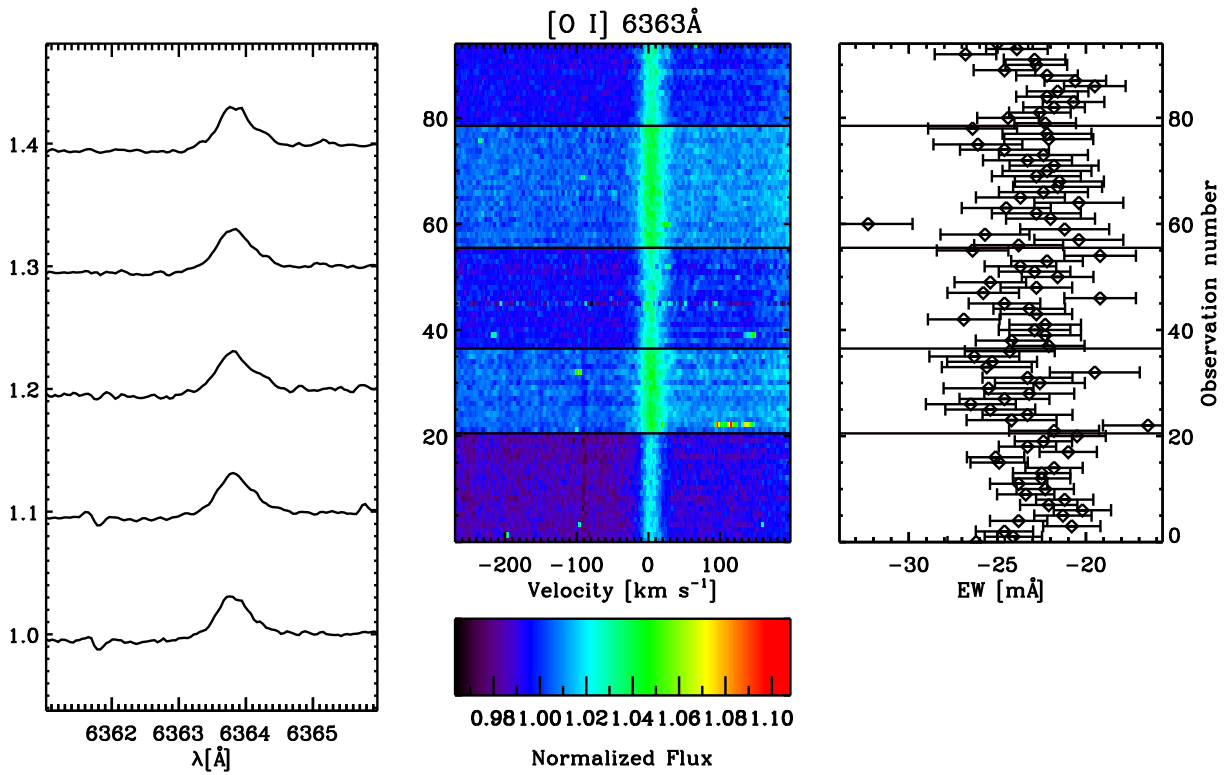 [O I] 6363Å
1.4
1.3
1.2
1.1
1.0
6362 6363 6364 6365
λ[Å]
80
60
40
20
-200 -100 0 100
Velocity [km s⁻¹]
0.98 1.00 1.02 1.04 1.06 1.08 1.10
Normalized Flux
80
60
40
20
0
Observation number
-30 -25 -20
EW [mÅ]